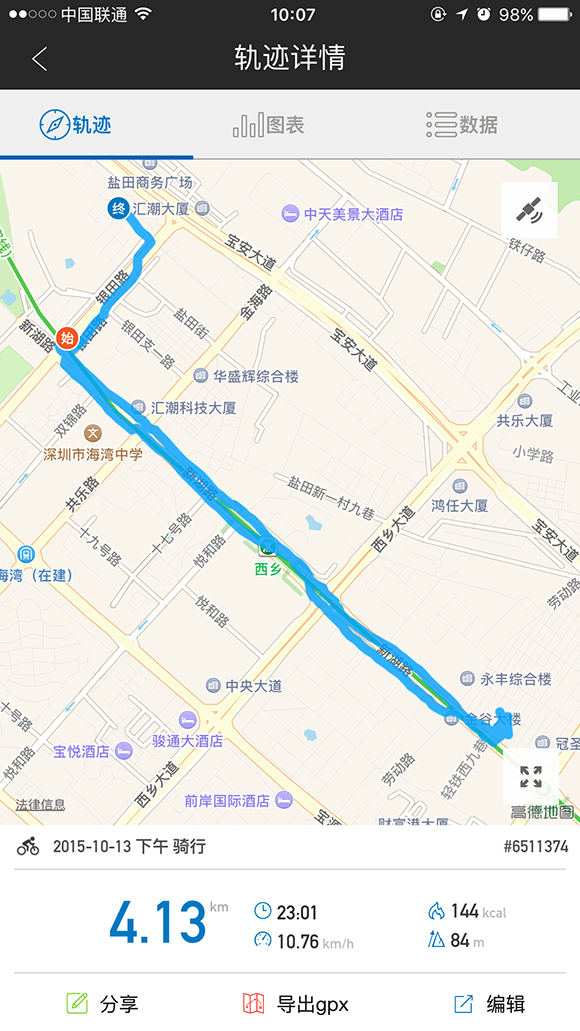 中国联通 10:07 98%
轨迹详情
轨迹 图表 数据
盐田商务广场
终 汇潮大厦
中天美景大酒店
宝安大道
铁仔路
银田路
金海路
盐田街
新湖路
始
银田路
银田支一路
宝安大道
华盛辉综合楼
工业
双锦路
汇潮科技大厦
共乐大厦
深圳市海湾中学
小学路
共乐路
新湖路
盐田新一村九巷
鸿任大厦
十九号路
十七号路
西乡大道
宝安大道
悦和路
海湾（在建）
西乡
劳动路
悦和路
新湖路
中央大道
永丰综合楼
十号路
骏通大酒店
金谷大楼
宝悦酒店
冠圣
悦和路
西乡大道
劳动路
轻铁西九巷
法律信息
前岸国际酒店
财富港大厦
高德地图
2015-10-13 下午 骑行 #6511374
4.13 km
23:01
144 kcal
10.76 km/h
84 m
分享 导出gpx 编辑